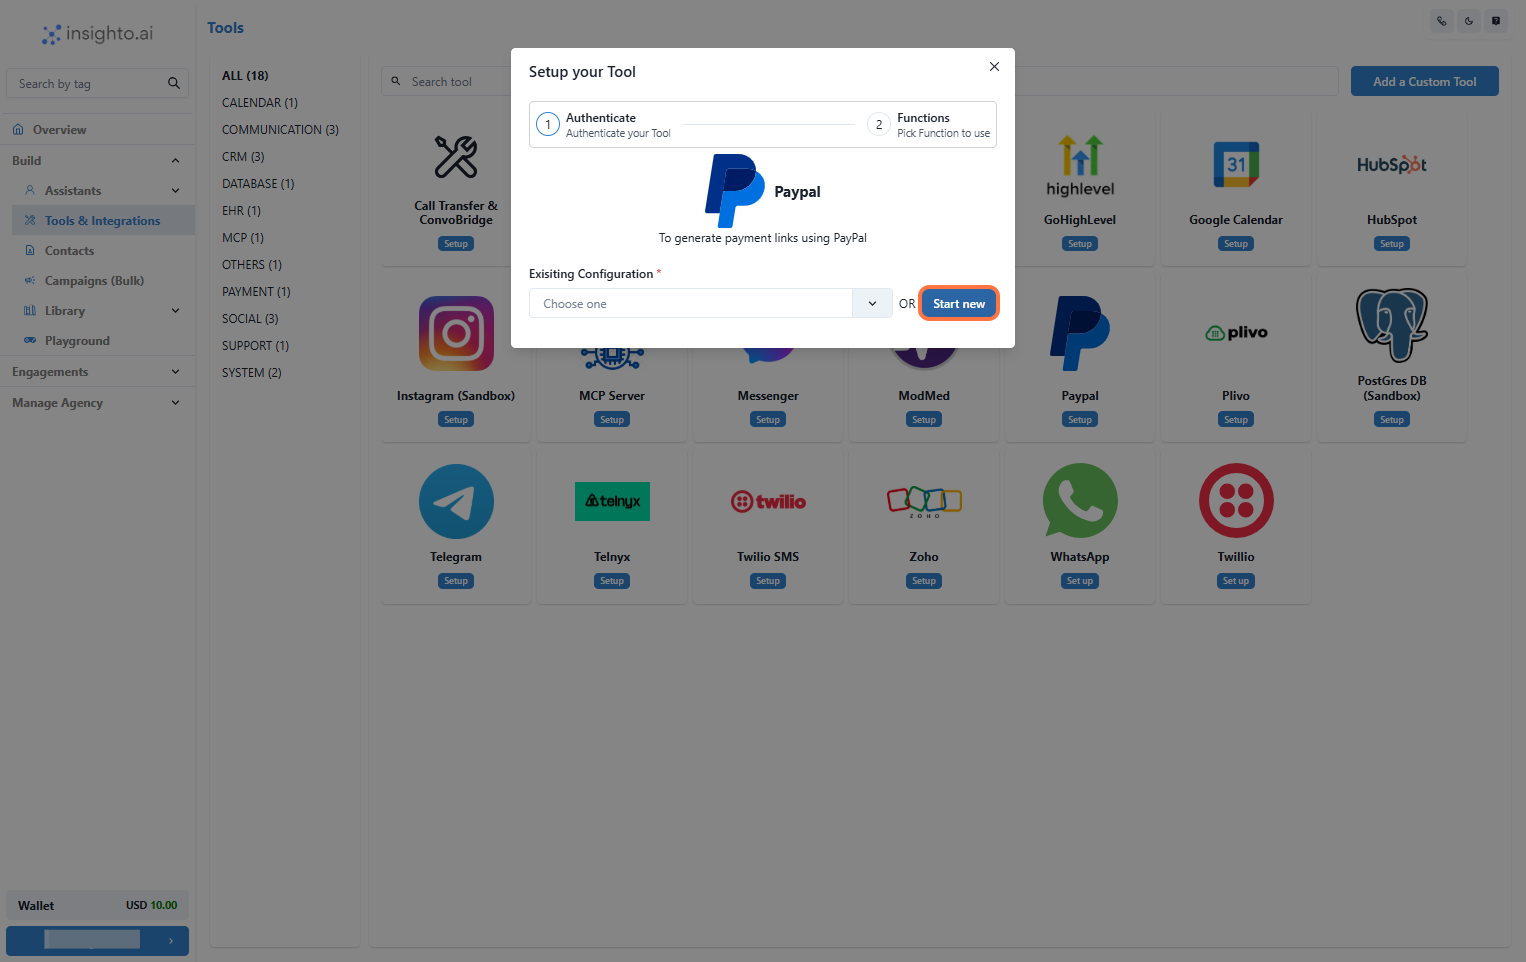 insighto.ai
Search by tag
Overview
Build
Assistants
Tools & Integrations
Contacts
Campaigns (Bulk)
Library
Playground
Engagements
Manage Agency
Wallet USD 10.00
Tools
ALL (18)
CALENDAR (1)
COMMUNICATION (3)
CRM (3)
DATABASE (1)
EHR (1)
MCP (1)
OTHERS (1)
PAYMENT (1)
SOCIAL (3)
SUPPORT (1)
SYSTEM (2)
Search tool
Add a Custom Tool
Setup your Tool
1 Authenticate
Authenticate your Tool
2 Functions
Pick Function to use
Paypal
To generate payment links using PayPal
Exisiting Configuration *
Choose one
OR
Start new
Call Transfer &
ConvoBridge
Setup
highlevel
GoHighLevel
Setup
31
Google Calendar
Setup
HubSpot
HubSpot
Setup
Instagram (Sandbox)
Setup
MCP Server
Setup
Messenger
Setup
ModMed
Setup
Paypal
Setup
plivo
Plivo
Setup
PostGres DB
(Sandbox)
Setup
Telegram
Setup
telnyx
Telnyx
Setup
twilio
Twilio SMS
Setup
ZOHO
Zoho
Setup
WhatsApp
Set up
Twillio
Set up